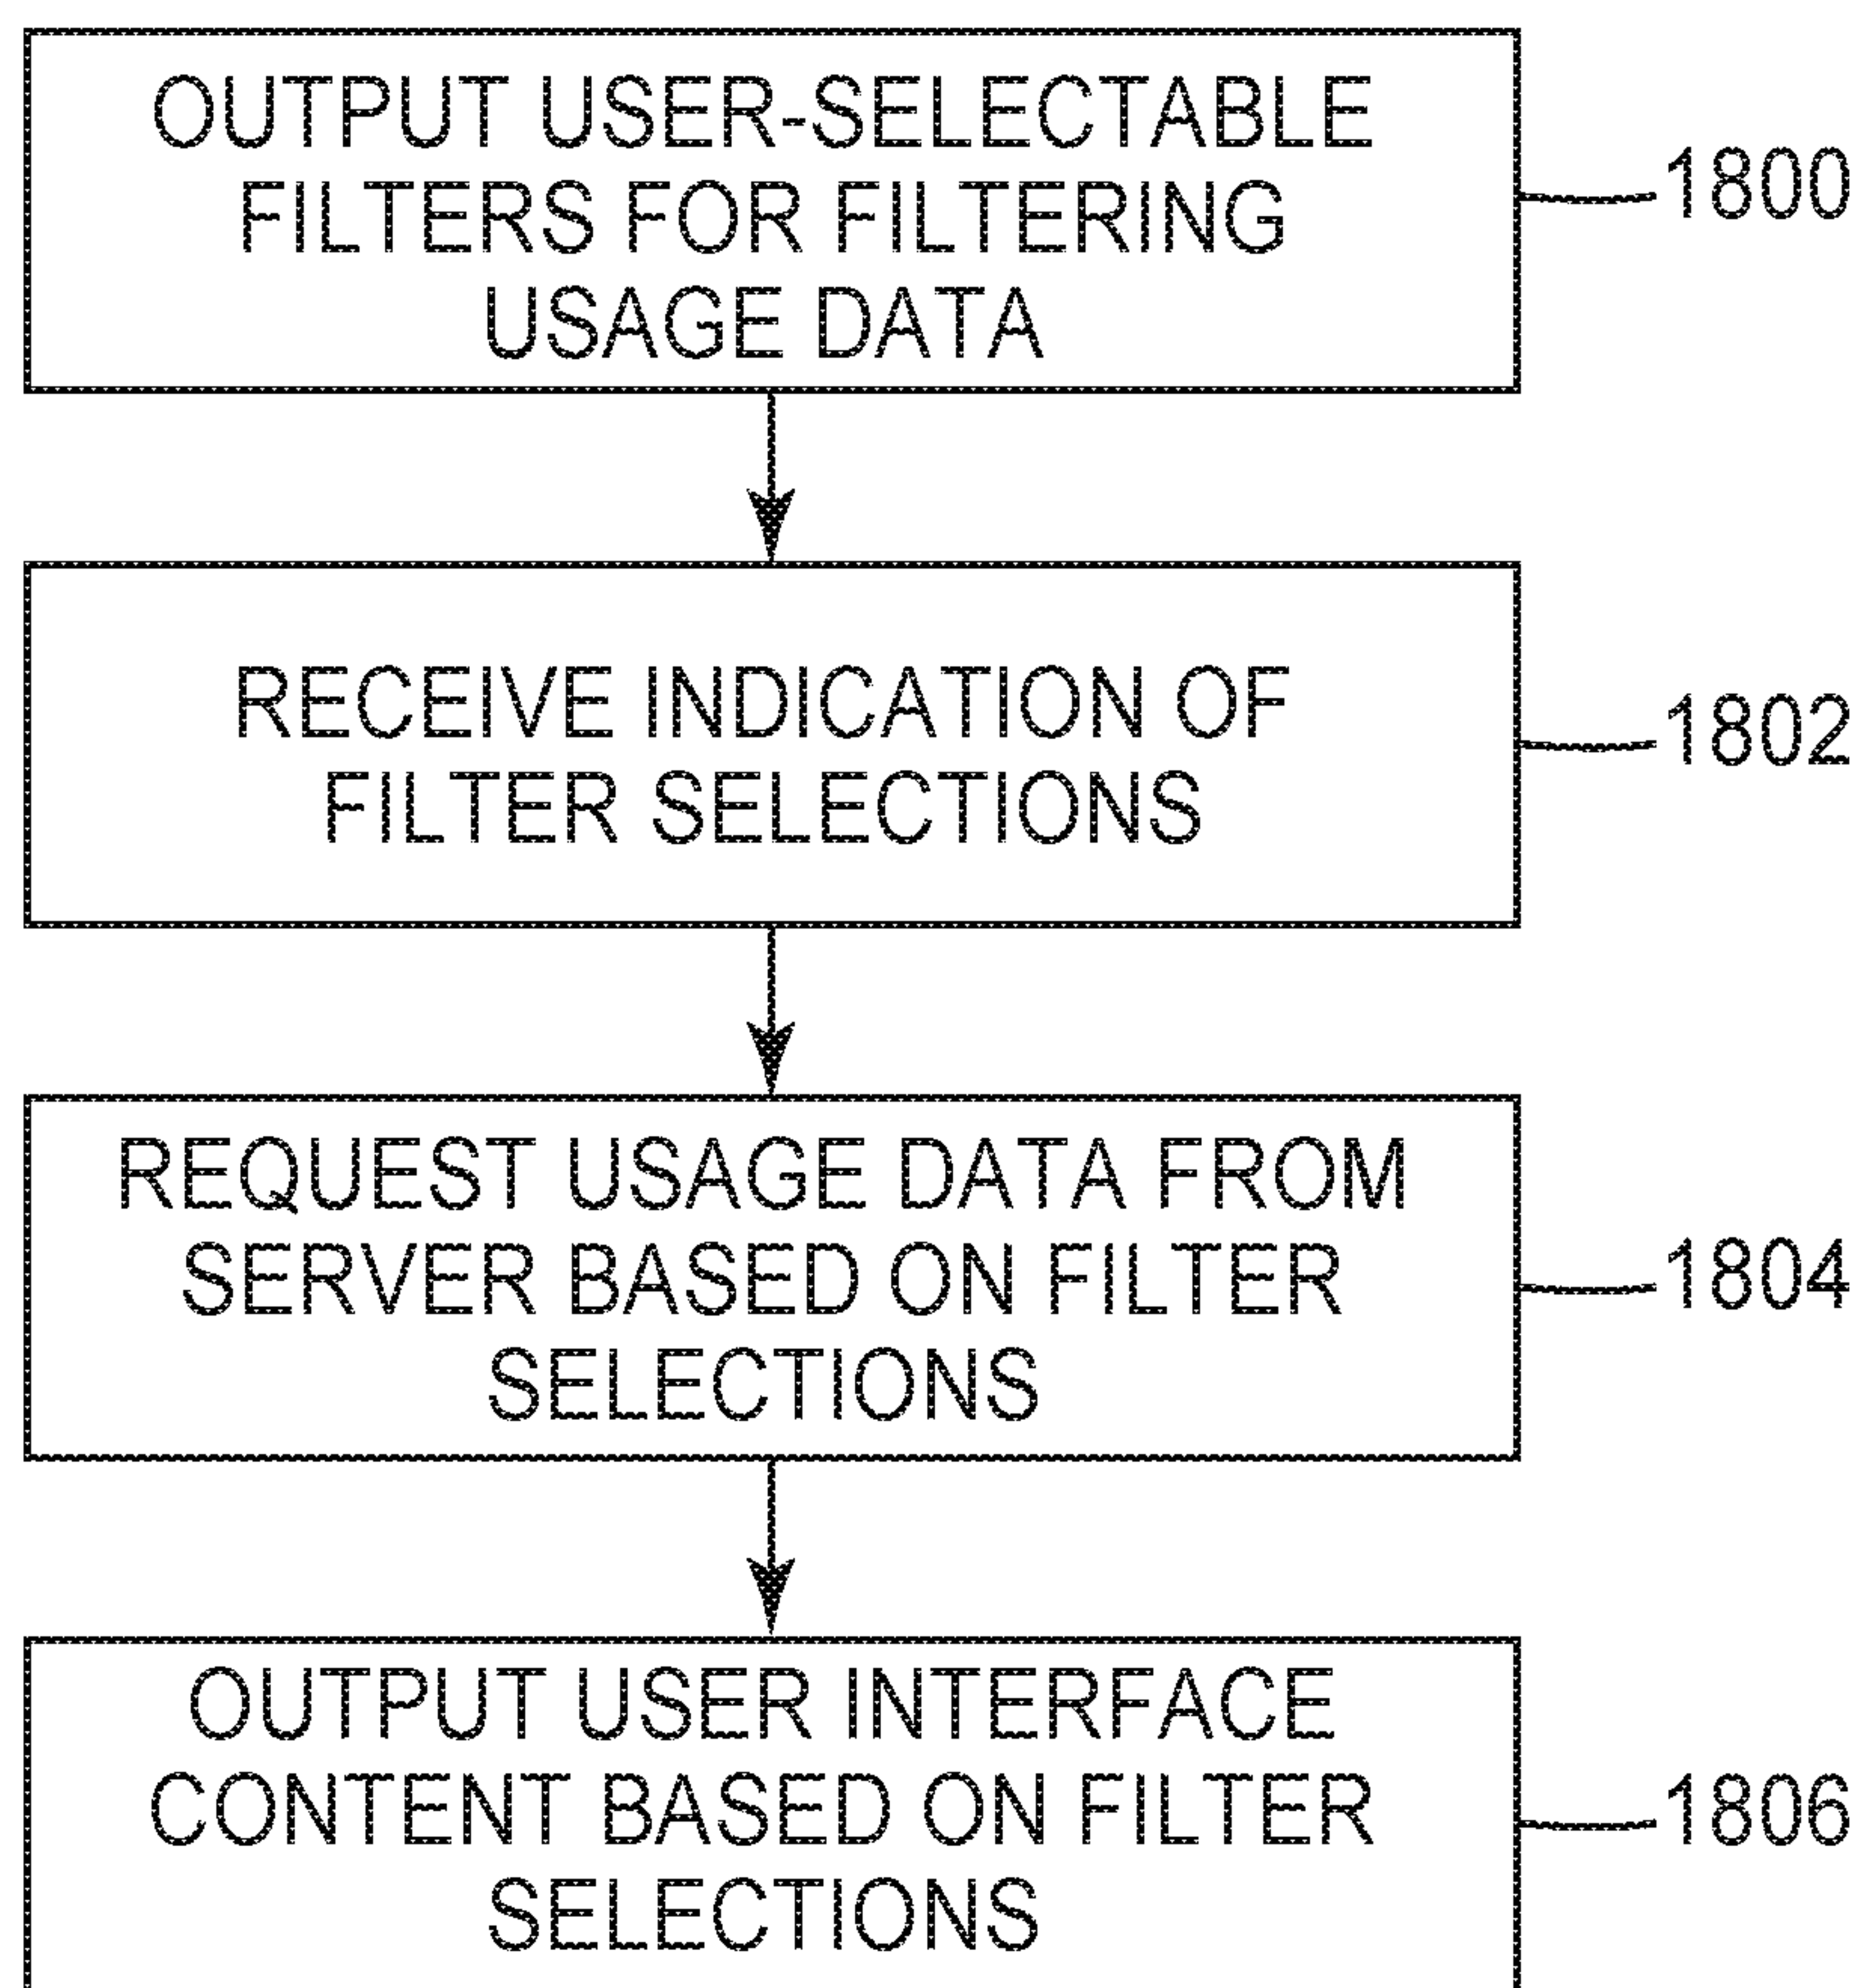 OUTPUT USER-SELECTABLE
FILTERS FOR FILTERING
USAGE DATA
1800
RECEIVE INDICATION OF
FILTER SELECTIONS
1802
REQUEST USAGE DATA FROM
SERVER BASED ON FILTER
SELECTIONS
1804
OUTPUT USER INTERFACE
CONTENT BASED ON FILTER
SELECTIONS
1806